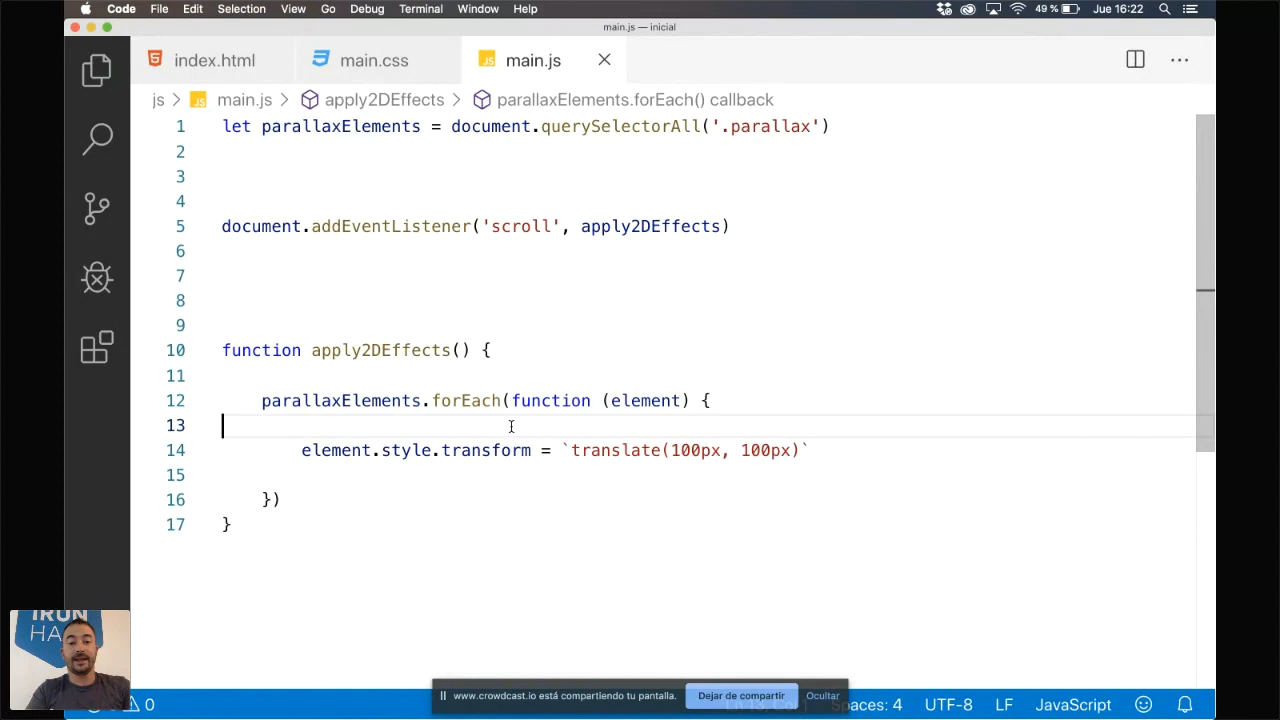 Code File Edit Selection View Go Debug Terminal Window Help 49 % Jue 16:22
main.js — inicial
index.html main.css JS main.js
js JS main.js apply2DEffects parallaxElements.forEach() callback
1 let parallaxElements = document.querySelectorAll('.parallax')
2
3
4
5 document.addEventListener('scroll', apply2DEffects)
6
7
8
9
10 function apply2DEffects() {
11
12 parallaxElements.forEach(function (element) {
13
14 element.style.transform = `translate(100px, 100px)`
15
16 })
17 }
IRON
HA
www.crowdcast.io está compartiendo tu pantalla. Dejar de compartir Ocultar
0 Spaces: 4 UTF-8 LF JavaScript